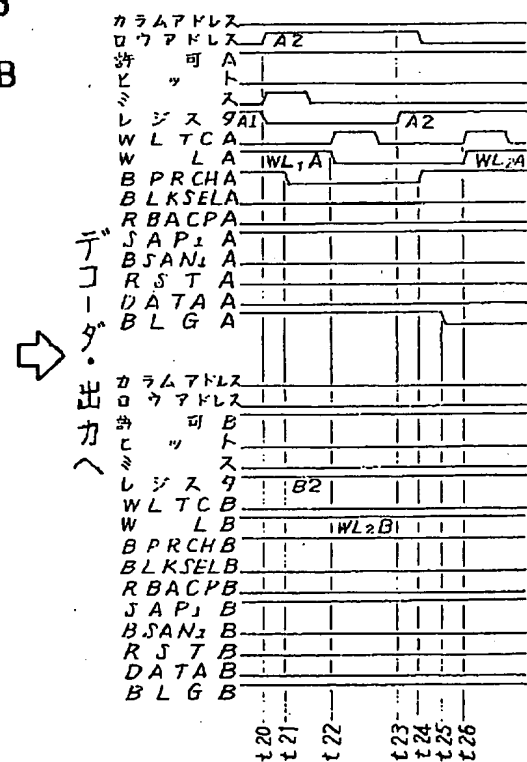 B
デコーダ・出力へ
カラムアドレス
ロウアドレス A2
許可A
ヒット
ミス
レジスタ A1 A2
WLTCA
WLA WL₁A WL₂A
BPRCHA
BLKSELA
RBACPA
SAP₁A
BSAN₁A
RSTA
DATAA
BLGA
カラムアドレス
ロウアドレス
許可B
ヒット
ミス
レジスタ B2
WLTCB
WLB WL₂B
BPRCHB
BLKSELB
RBACPB
SAP₁B
BSAN₁B
RSTB
DATAB
BLGB
t20 t21 t22 t23 t24 t25 t26